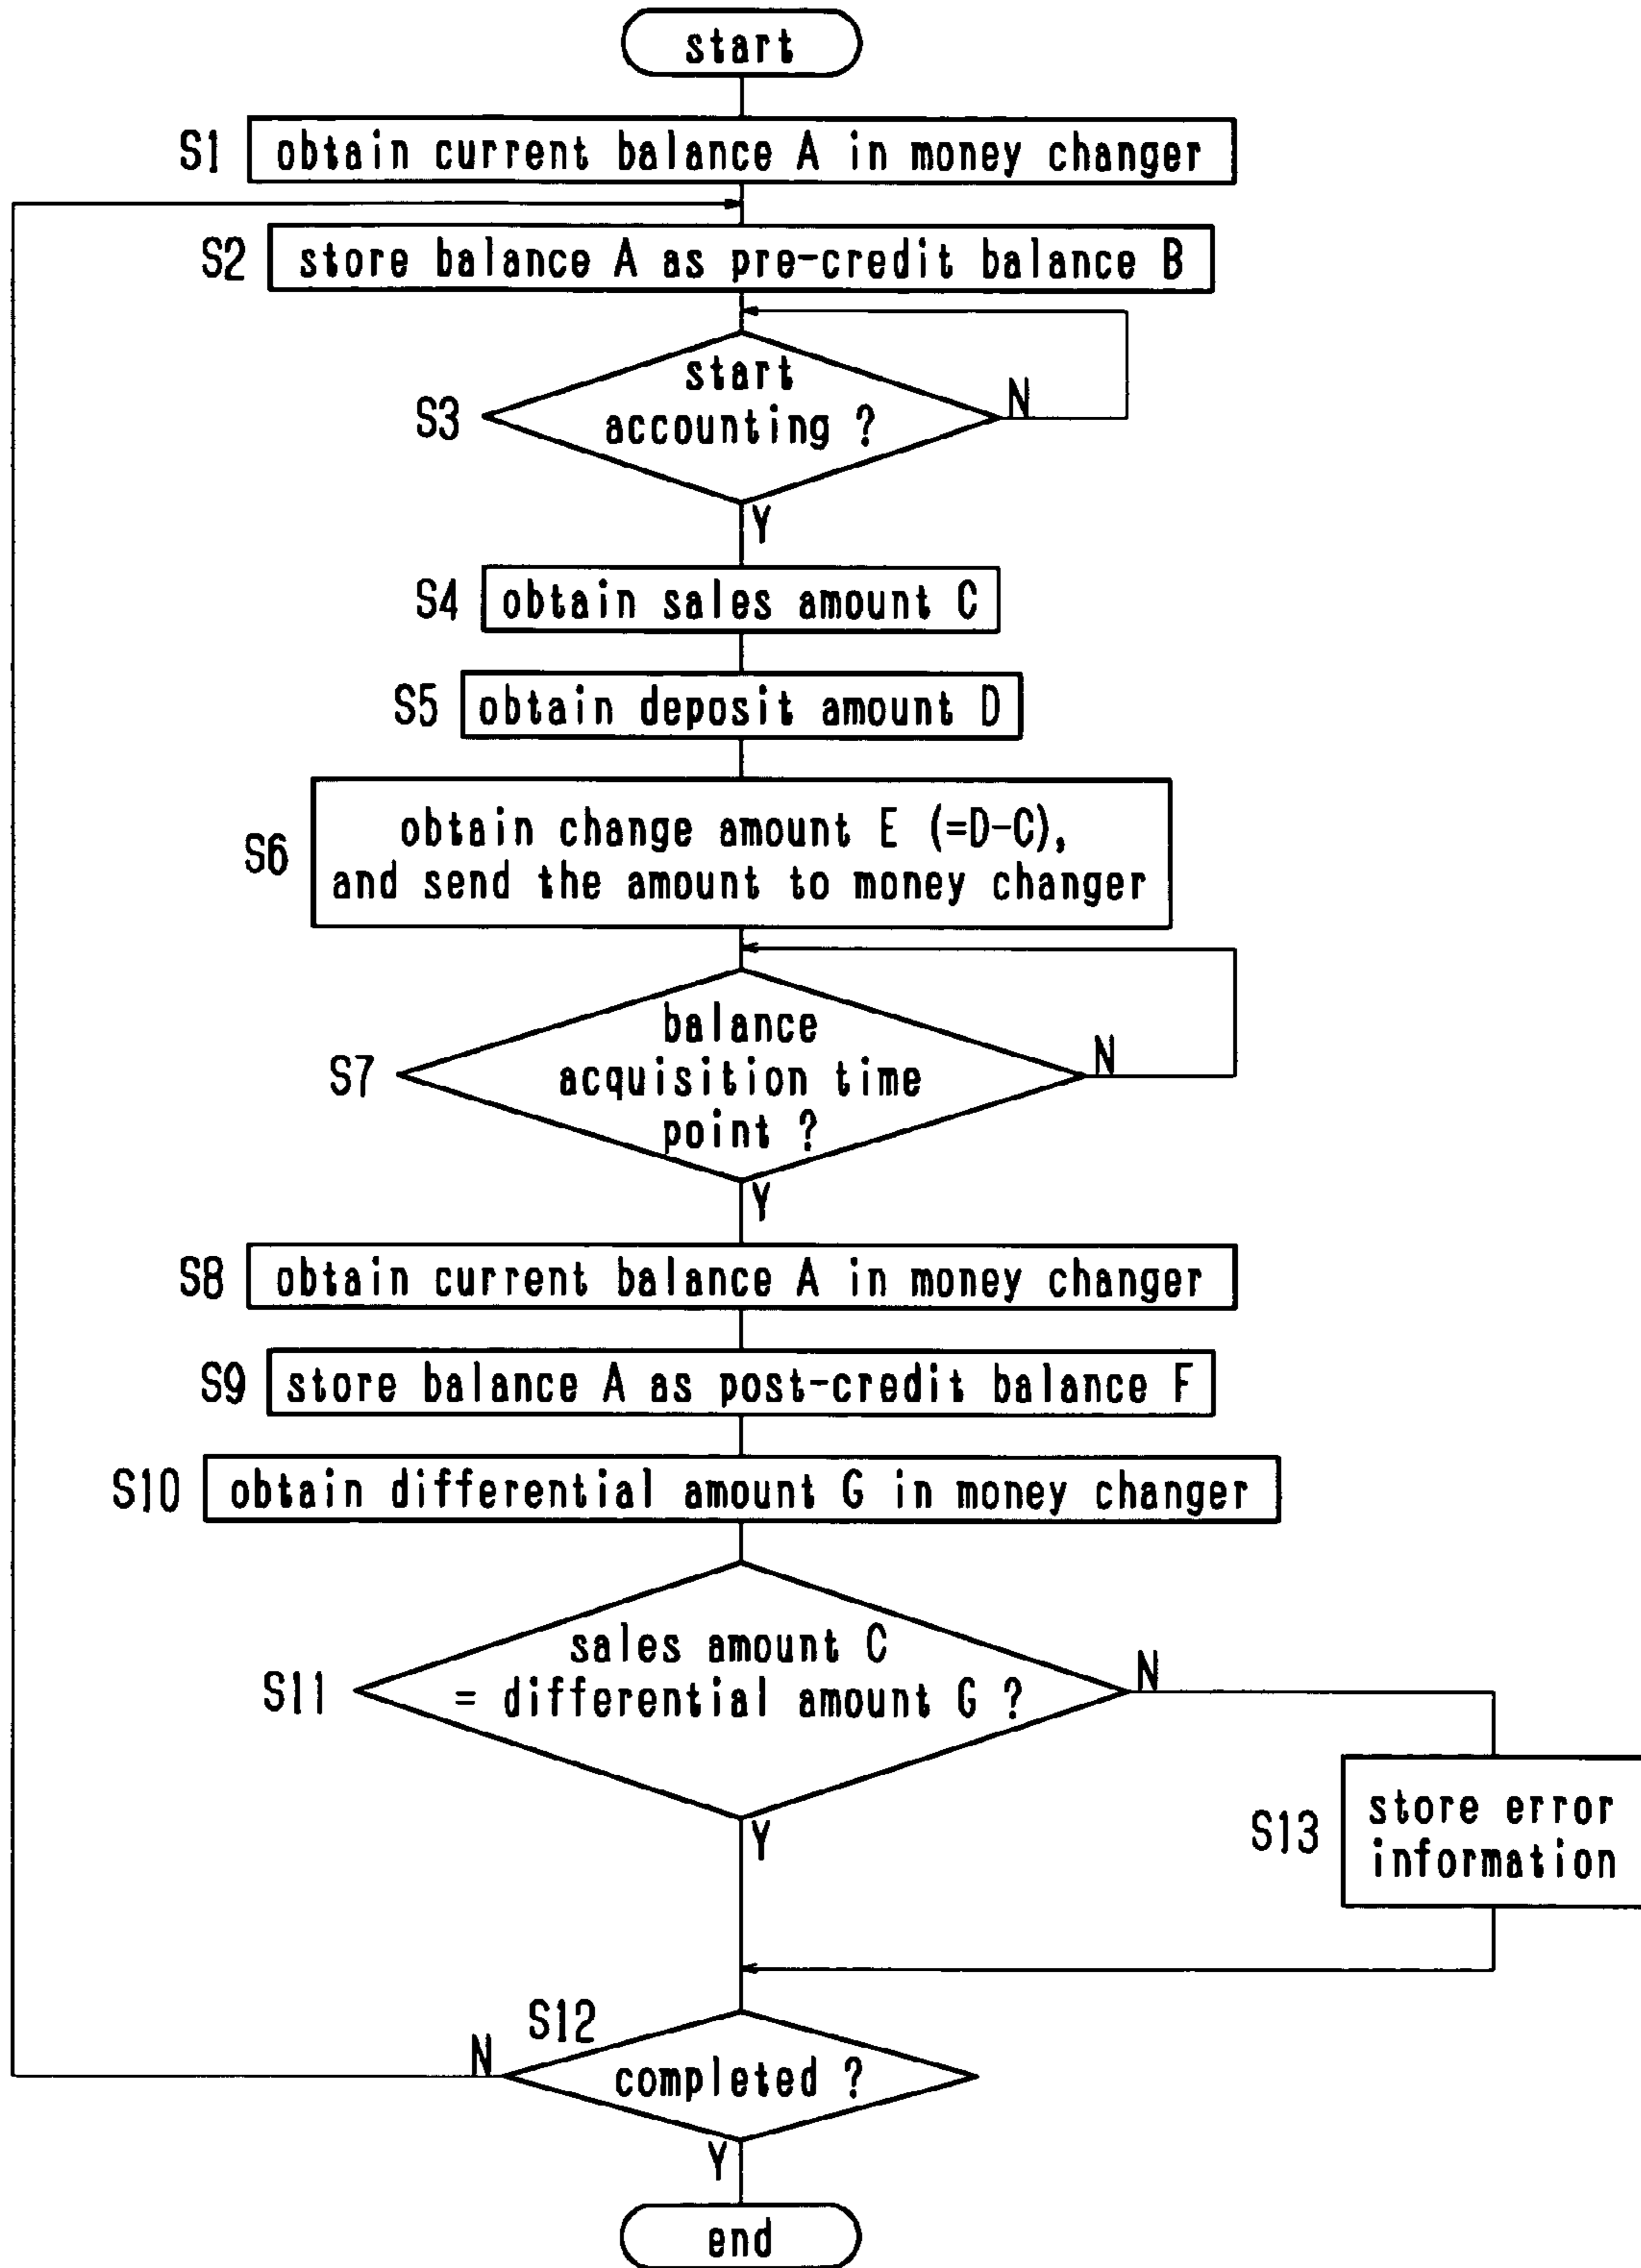 start
S1 obtain current balance A in money changer
S2 store balance A as pre-credit balance B
start
S3 accounting ? N
Y
S4 obtain sales amount C
S5 obtain deposit amount D
S6 obtain change amount E (=D-C),
and send the amount to money changer
balance
S7 acquisition time N
point ?
Y
S8 obtain current balance A in money changer
S9 store balance A as post-credit balance F
S10 obtain differential amount G in money changer
sales amount C
S11 = differential amount G ? N
Y
S13 store error
information
S12
N completed ?
Y
end